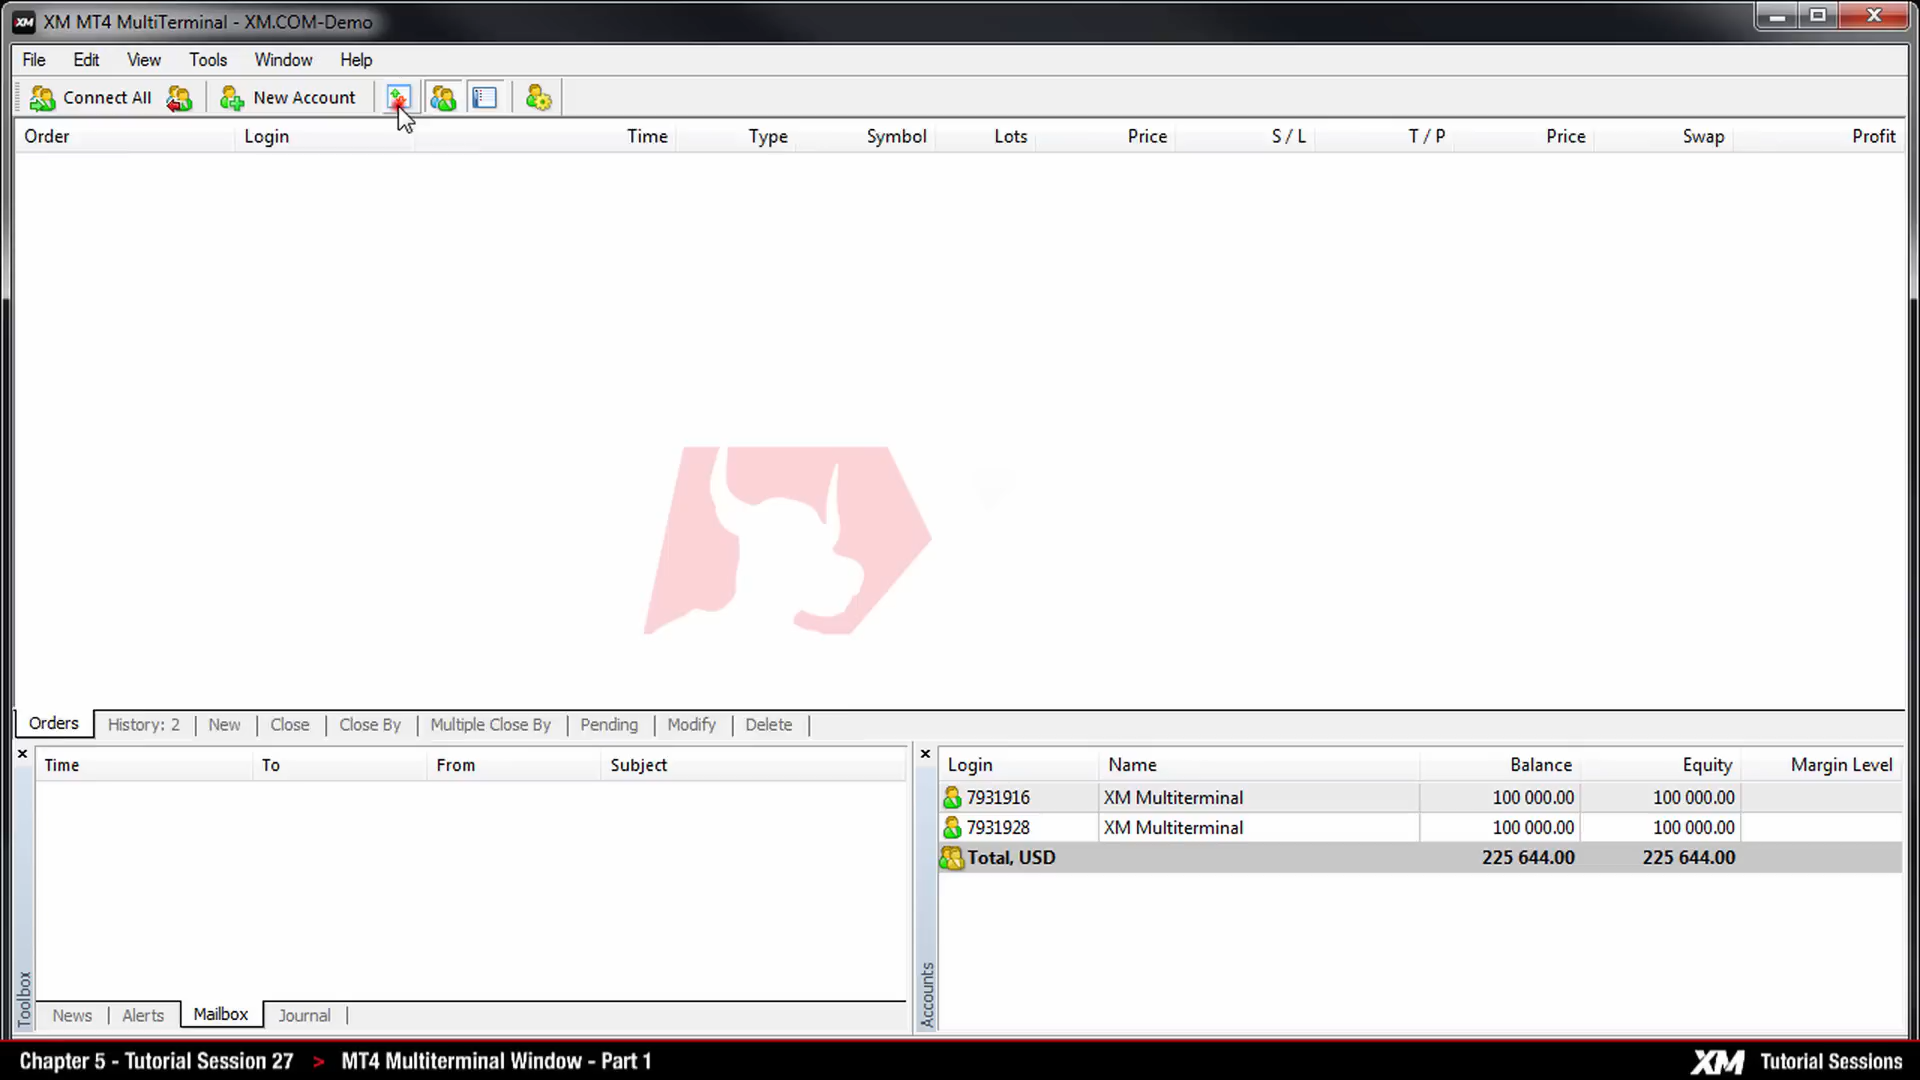 XM XM MT4 MultiTerminal - XM.COM-Demo
File Edit View Tools Window Help
Connect All New Account
Order Login Time Type Symbol Lots Price S / L T / P Price Swap Profit
Orders History: 2 New Close Close By Multiple Close By Pending Modify Delete
Time To From Subject
Login Name Balance Equity Margin Level
7931916 XM Multiterminal 100 000.00 100 000.00
7931928 XM Multiterminal 100 000.00 100 000.00
Total, USD 225 644.00 225 644.00
Toolbox
Accounts
News Alerts Mailbox Journal
Chapter 5 - Tutorial Session 27 > MT4 Multiterminal Window - Part 1
XM Tutorial Sessions